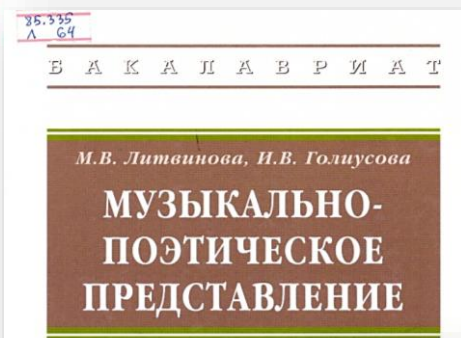 85.335
Л 64
БАКАЛАВРИАТ
М.В. Литвинова, И.В. Голиусова
МУЗЫКАЛЬНО-
ПОЭТИЧЕСКОЕ
ПРЕДСТАВЛЕНИЕ